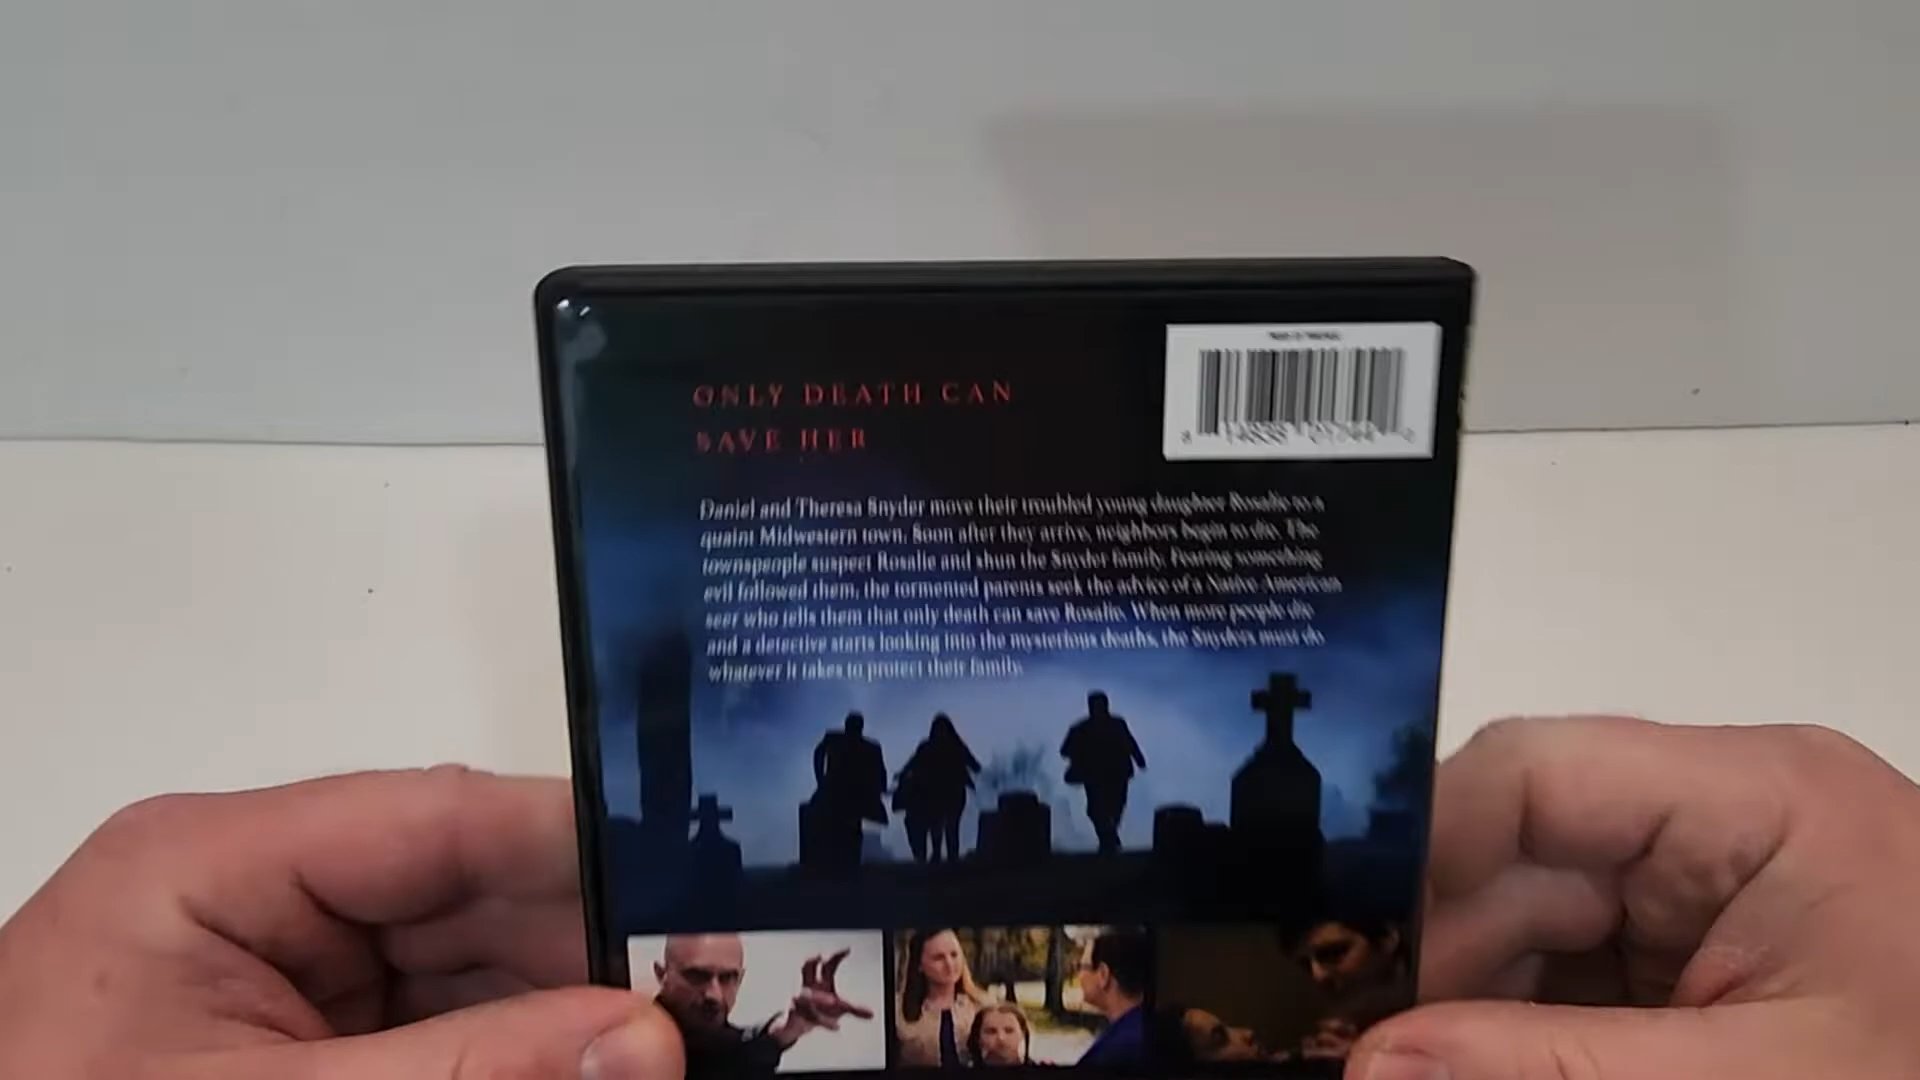 ONLY DEATH CAN
SAVE HER
Daniel and Theresa Snyder move their troubled young daughter Rosalie to a
quaint Midwestern town. Soon after they arrive, neighbors begin to die. The
townspeople suspect Rosalie and shun the Snyder family. Fearing something
evil followed them, the tormented parents seek the advice of a Native American
seer who tells them that only death can save Rosalie. When more people die
and a detective starts looking into the mysterious deaths, the Snyders must do
whatever it takes to protect their family.